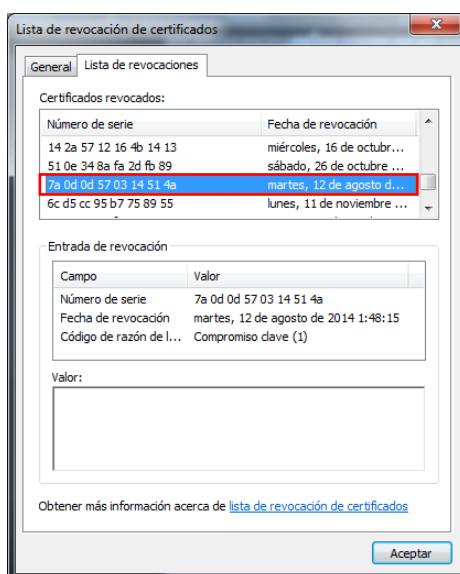 Lista de revocación de certificados
General Lista de revocaciones
Certificados revocados:
Número de serie Fecha de revocación
14 2a 57 12 16 4b 14 13 miércoles, 16 de octubr...
51 0e 34 8a fa 2d fb 89 sábado, 26 de octubre ...
7a 0d 0d 57 03 14 51 4a martes, 12 de agosto d...
6c d5 cc 95 b7 75 89 55 lunes, 11 de noviembre ...
Entrada de revocación
Campo Valor
Número de serie 7a 0d 0d 57 03 14 51 4a
Fecha de revocación martes, 12 de agosto de 2014 1:48:15
Código de razón de l... Compromiso clave (1)
Valor:
Obtener más información acerca de lista de revocación de certificados
Aceptar